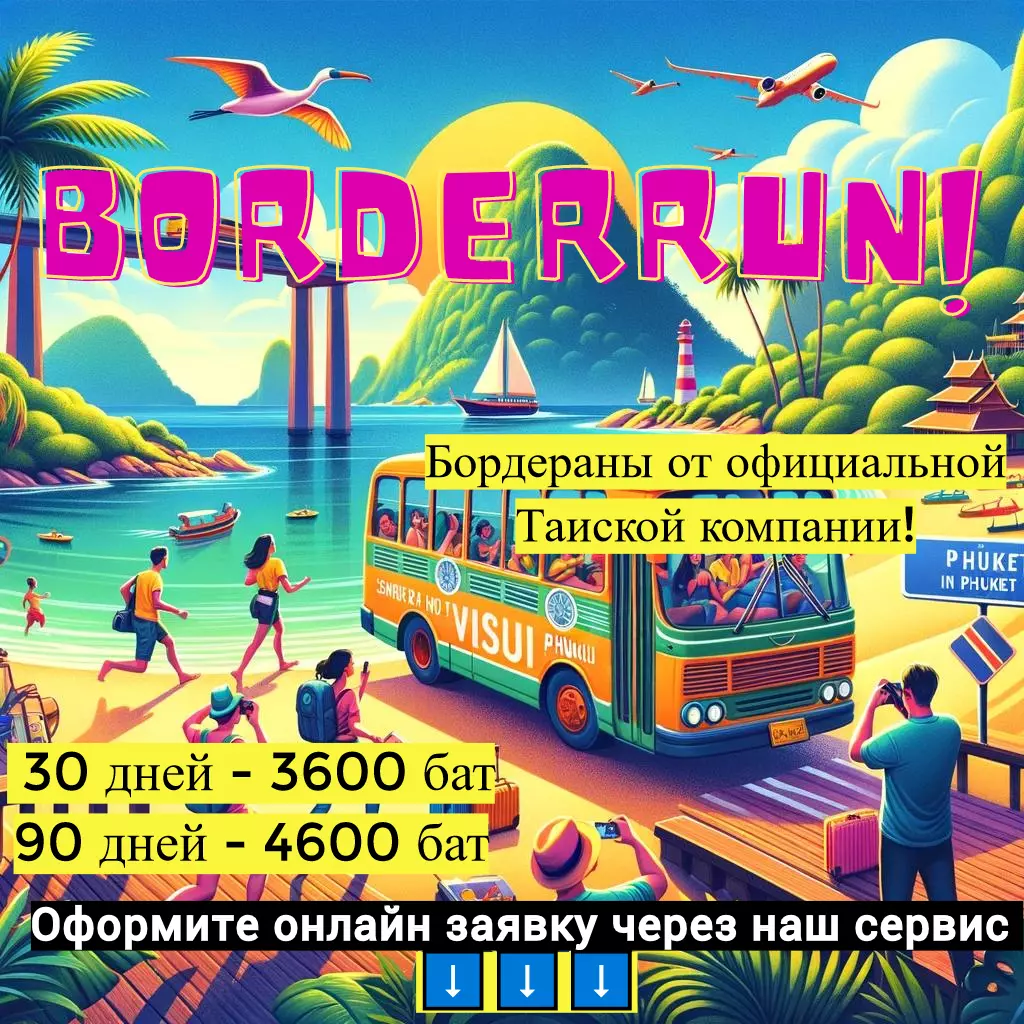 BORDERRUN!
Бордераны от официальной
Таиской компании!
PHUKET
IN PHUKET
VISUI
30 дней - 3600 бат
90 дней - 4600 бат
Оформите онлайн заявку через наш сервис
↓ ↓ ↓